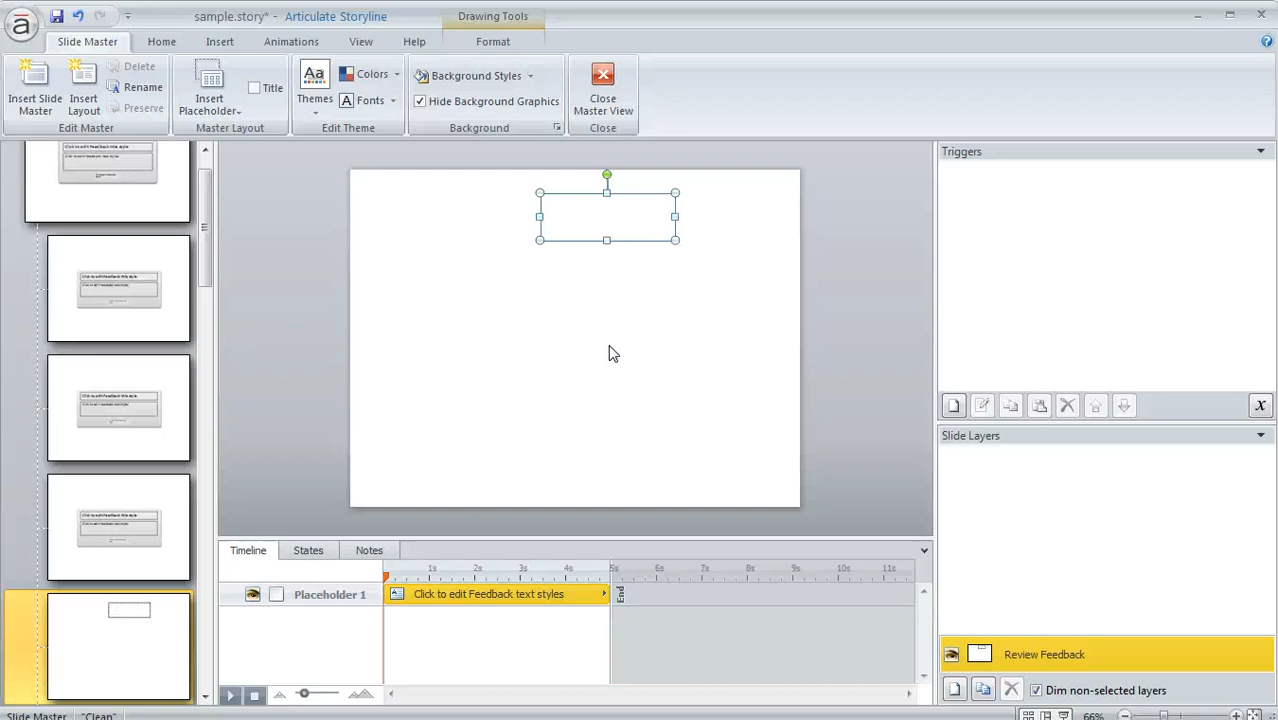 sample.story* - Articulate Storyline
Drawing Tools
Slide Master Home Insert Animations View Help Format
Insert Slide Master
Insert Layout
Delete
Rename
Preserve
Edit Master
Insert Placeholder
Title
Master Layout
Themes
Colors
Fonts
Edit Theme
Background Styles
Hide Background Graphics
Background
Close Master View
Close
Triggers
Slide Layers
Timeline States Notes
1s 2s 3s 4s 5s 6s 7s 8s 9s 10s 11s
Placeholder 1
Click to edit Feedback text styles
End
Review Feedback
Dim non-selected layers
Slide Master "Clean" 66%